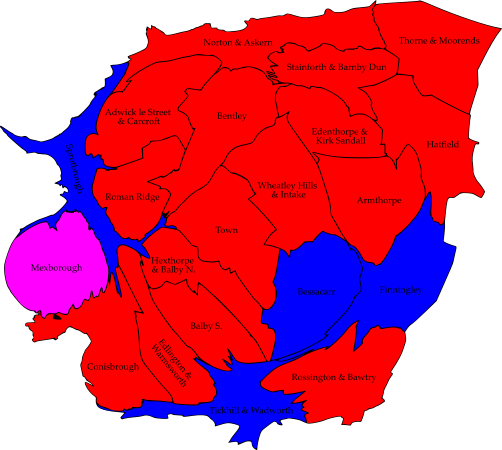 Norton & Askern
Thorne & Moorends
Stainforth & Barnby Dun
Adwick le Street
& Carcroft
Bentley
Edenthorpe &
Kirk Sandall
Hatfield
Sprotbrough
Roman Ridge
Wheatley Hills
& Intake
Armthorpe
Town
Mexborough
Hexthorpe
& Balby N.
Bessacarr
Finningley
Balby S.
Edlington &
Warmsworth
Conisbrough
Rossington & Bawtry
Tickhill & Wadworth